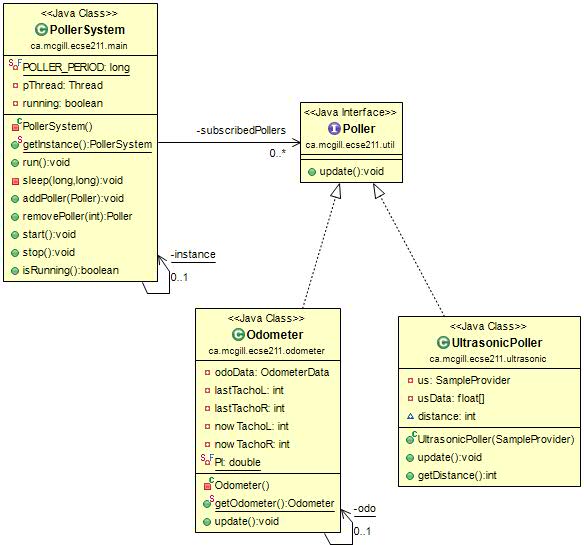 <<Java Class>>
PollerSystem
ca.mcgill.ecse211.main
POLLER_PERIOD: long
pThread: Thread
running: boolean
PollerSystem()
getInstance():PollerSystem
run():void
sleep(long,long):void
addPoller(Poller):void
removePoller(int):Poller
start():void
stop():void
isRunning():boolean
-instance
0..1
-subscribedPollers
0..*
<<Java Interface>>
Poller
ca.mcgill.ecse211.util
update():void
<<Java Class>>
Odometer
ca.mcgill.ecse211.odometer
odoData: OdometerData
lastTachoL: int
lastTachoR: int
nowTachoL: int
nowTachoR: int
PI: double
Odometer()
getOdometer():Odometer
update():void
-odo
0..1
<<Java Class>>
UltrasonicPoller
ca.mcgill.ecse211.ultrasonic
us: SampleProvider
usData: float[]
distance: int
UltrasonicPoller(SampleProvider)
update():void
getDistance():int